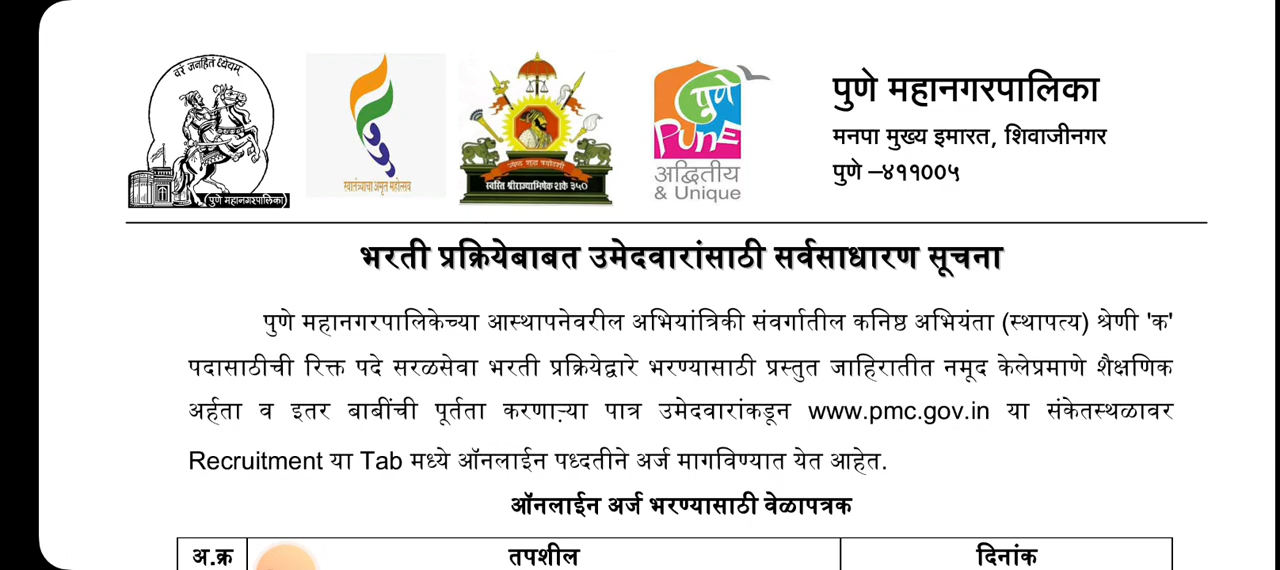 वरं जनहितं ध्येयम्
(पुणे महानगरपालिका)
स्वातंत्र्याचा अमृत महोत्सव
ज्येष्ठ शुद्ध त्रयोदशी
स्वस्ति श्रीराज्याभिषेक शके ३५०
पुणे
PUNE
अद्वितीय
& Unique
पुणे महानगरपालिका
मनपा मुख्य इमारत, शिवाजीनगर
पुणे –४११००५
भरती प्रक्रियेबाबत उमेदवारांसाठी सर्वसाधारण सूचना
पुणे महानगरपालिकेच्या आस्थापनेवरील अभियांत्रिकी संवर्गातील कनिष्ठ अभियंता (स्थापत्य) श्रेणी 'क'
पदासाठीची रिक्त पदे सरळसेवा भरती प्रक्रियेद्वारे भरण्यासाठी प्रस्तुत जाहिरातीत नमूद केलेप्रमाणे शैक्षणिक
अर्हता व इतर बाबींची पूर्तता करणाऱ्या पात्र उमेदवारांकडून www.pmc.gov.in या संकेतस्थळावर
Recruitment या Tab मध्ये ऑनलाईन पध्दतीने अर्ज मागविण्यात येत आहेत.
ऑनलाईन अर्ज भरण्यासाठी वेळापत्रक
अ.क्र तपशील दिनांक